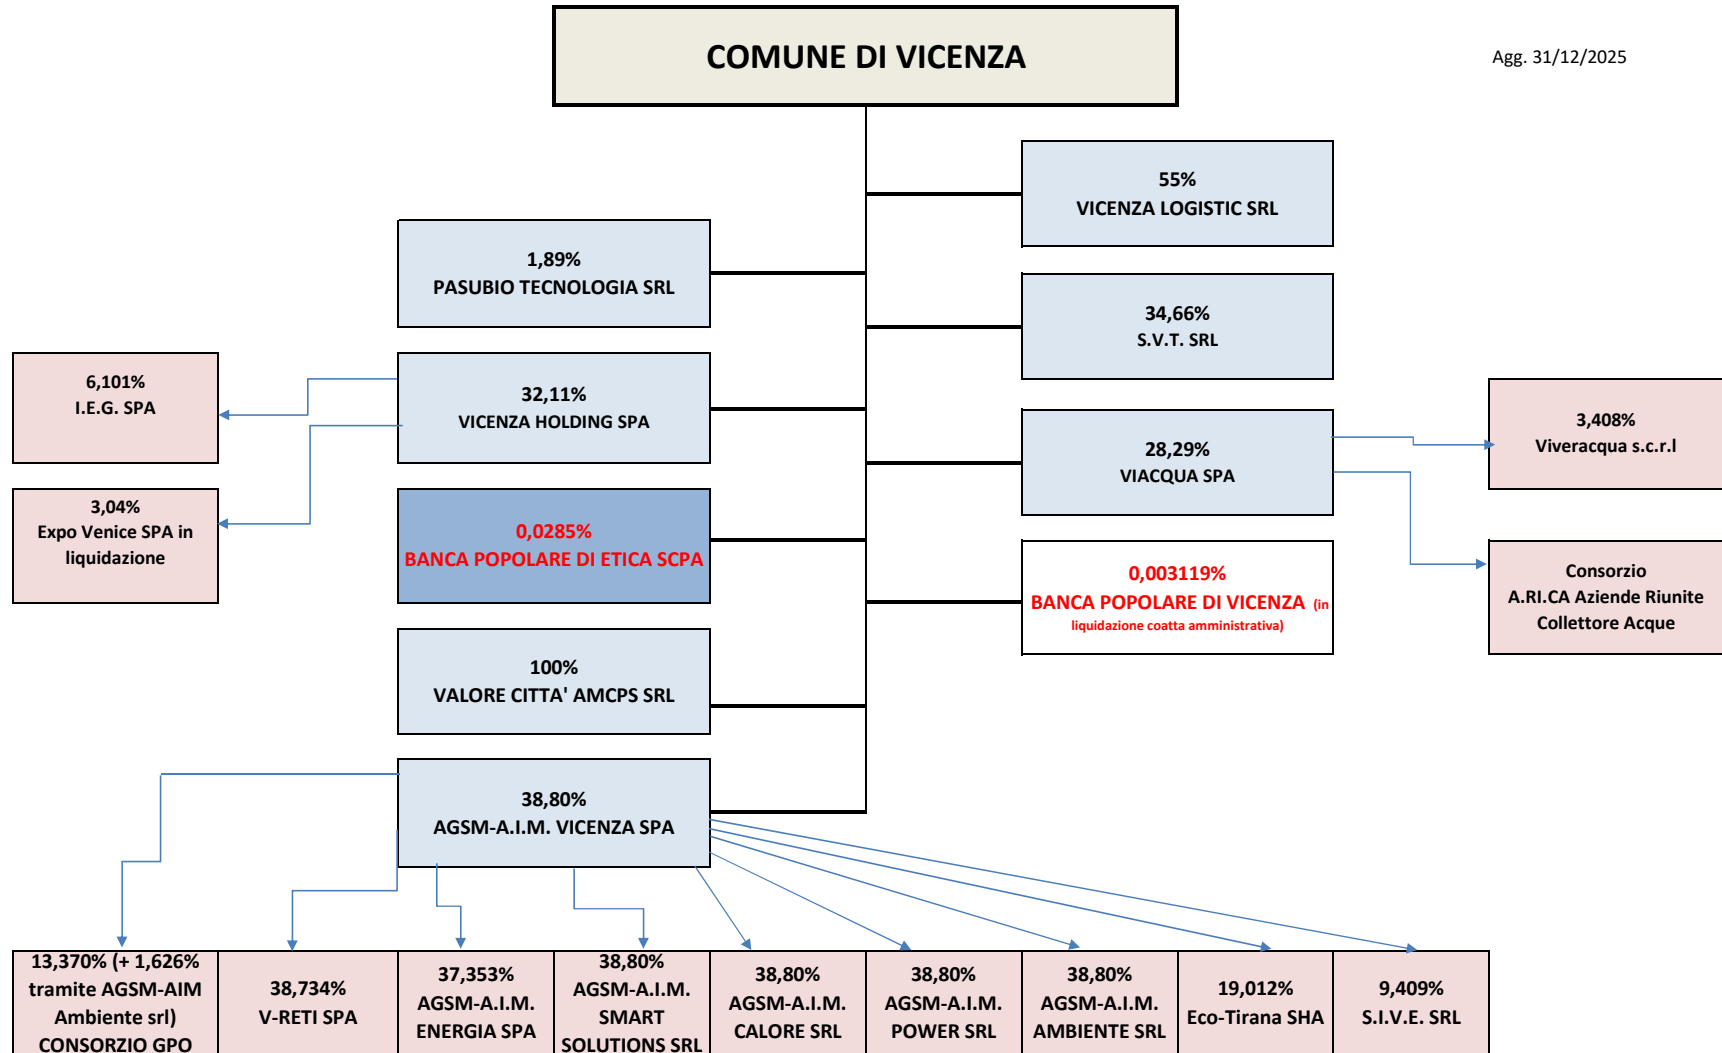 COMUNE DI VICENZA
Agg. 31/12/2025
55%
VICENZA LOGISTIC SRL
1,89%
PASUBIO TECNOLOGIA SRL
34,66%
S.V.T. SRL
6,101%
I.E.G. SPA
32,11%
VICENZA HOLDING SPA
28,29%
VIACQUA SPA
3,408%
Viveracqua s.c.r.l
3,04%
Expo Venice SPA in
liquidazione
0,0285%
BANCA POPOLARE DI ETICA SCPA
0,003119%
BANCA POPOLARE DI VICENZA (in
liquidazione coatta amministrativa)
Consorzio
A.RI.CA Aziende Riunite
Collettore Acque
100%
VALORE CITTA' AMCPS SRL
38,80%
AGSM-A.I.M. VICENZA SPA
13,370% (+ 1,626%
tramite AGSM-AIM
Ambiente srl)
CONSORZIO GPO
38,734%
V-RETI SPA
37,353%
AGSM-A.I.M.
ENERGIA SPA
38,80%
AGSM-A.I.M.
SMART
SOLUTIONS SRL
38,80%
AGSM-A.I.M.
CALORE SRL
38,80%
AGSM-A.I.M.
POWER SRL
38,80%
AGSM-A.I.M.
AMBIENTE SRL
19,012%
Eco-Tirana SHA
9,409%
S.I.V.E. SRL